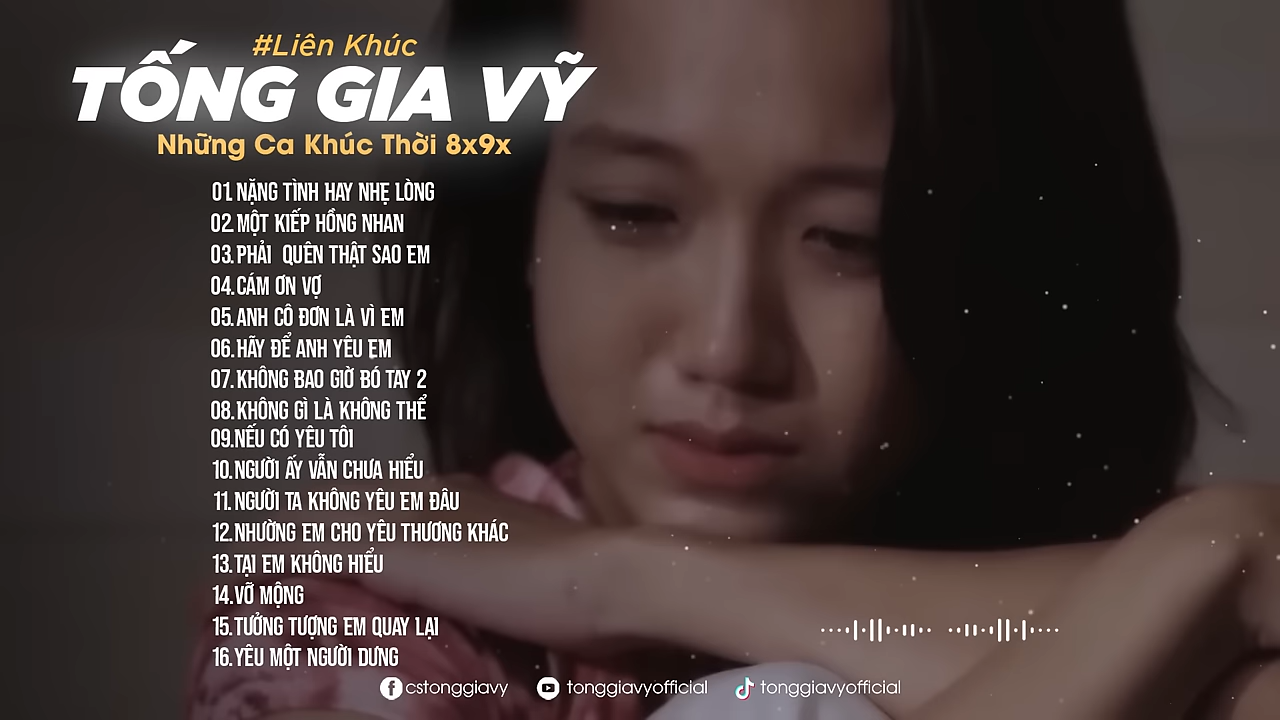 #Liên Khúc
TỐNG GIA VỸ
Những Ca Khúc Thời 8x9x
01.NẶNG TÌNH HAY NHẸ LÒNG
02.MỘT KIẾP HỒNG NHAN
03.PHẢI QUÊN THẬT SAO EM
04.CÁM ƠN VỢ
05.ANH CÔ ĐƠN LÀ VÌ EM
06.HÃY ĐỂ ANH YÊU EM
07.KHÔNG BAO GIỜ BÓ TAY 2
08.KHÔNG GÌ LÀ KHÔNG THỂ
09.NẾU CÓ YÊU TÔI
10.NGƯỜI ẤY VẪN CHƯA HIỂU
11.NGƯỜI TA KHÔNG YÊU EM ĐÂU
12.NHƯỜNG EM CHO YÊU THƯƠNG KHÁC
13.TẠI EM KHÔNG HIỂU
14.VỠ MỘNG
15.TƯỞNG TƯỢNG EM QUAY LẠI
16.YÊU MỘT NGƯỜI DƯNG
cstonggiavy tonggiavyofficial tonggiavyofficial